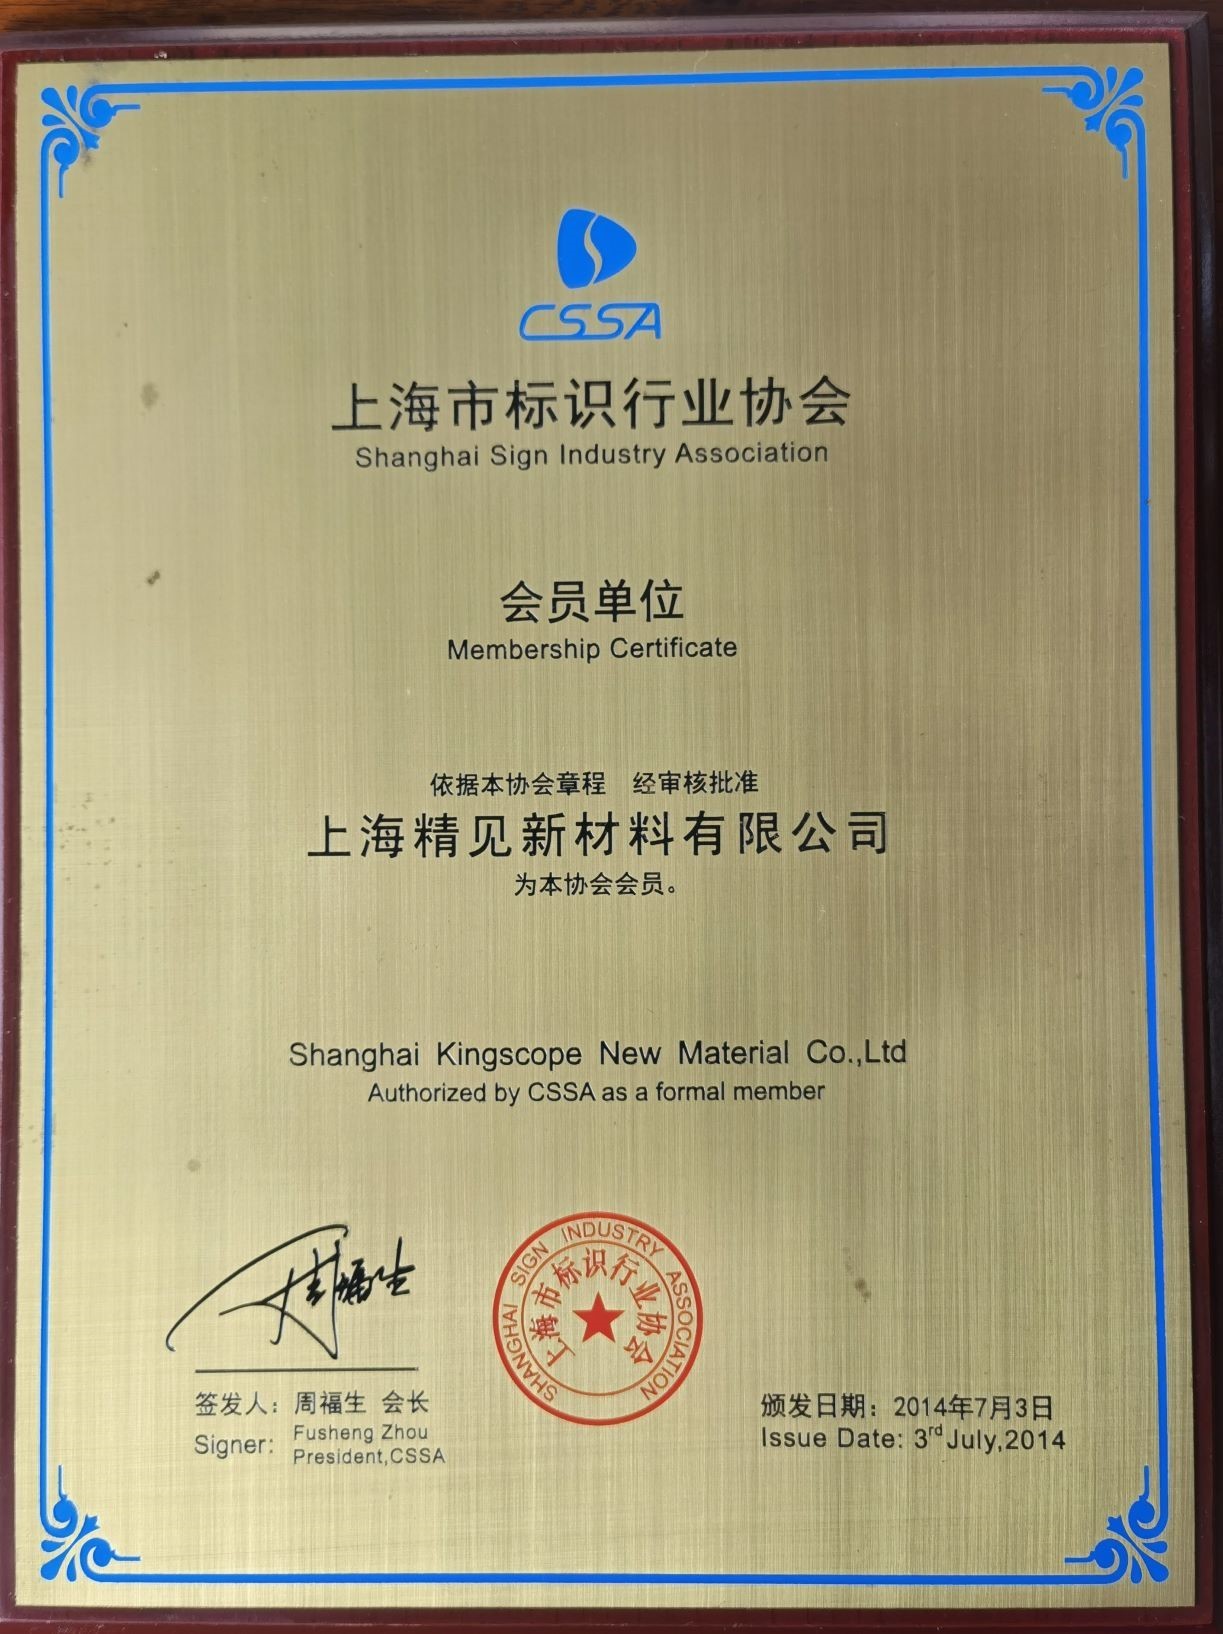 CSSA
上海市标识行业协会
Shanghai Sign Industry Association
会员单位
Membership Certificate
依据本协会章程 经审核批准
上海精见新材料有限公司
为本协会会员。
Shanghai Kingscope New Material Co.,Ltd
Authorized by CSSA as a formal member
周福生
SHANGHAI SIGN INDUSTRY ASSOCIATION
上海市标识行业协会
签发人：周福生 会长
Signer: Fusheng Zhou
President,CSSA
颁发日期：2014年7月3日
Issue Date: 3rd July,2014